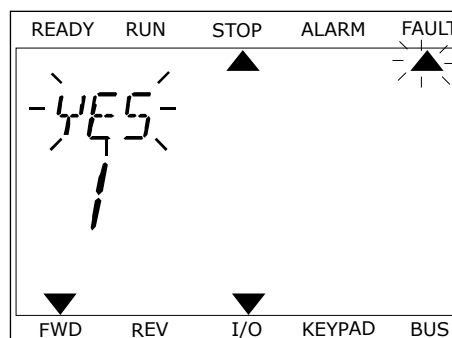 READY RUN STOP ALARM FAULT
YES
1
FWD REV I/O KEYPAD BUS